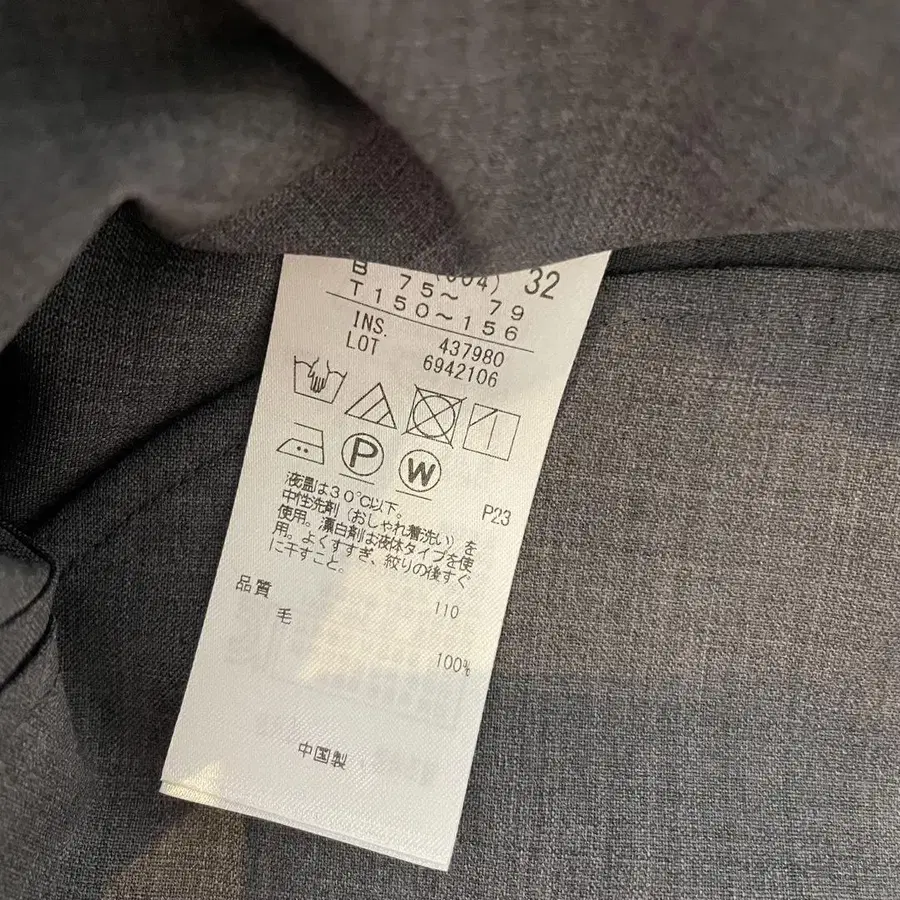 32
B 75～ 79
T 150～156
INS. 437980
LOT 6942106
P
W
液温は30℃以下。
中性洗剤（おしゃれ着洗い）を
使用。漂白剤は液体タイプを使
用。よくすすぎ、絞りの後すぐ
に干すこと。
P23
品質
110
毛
100%
中国製